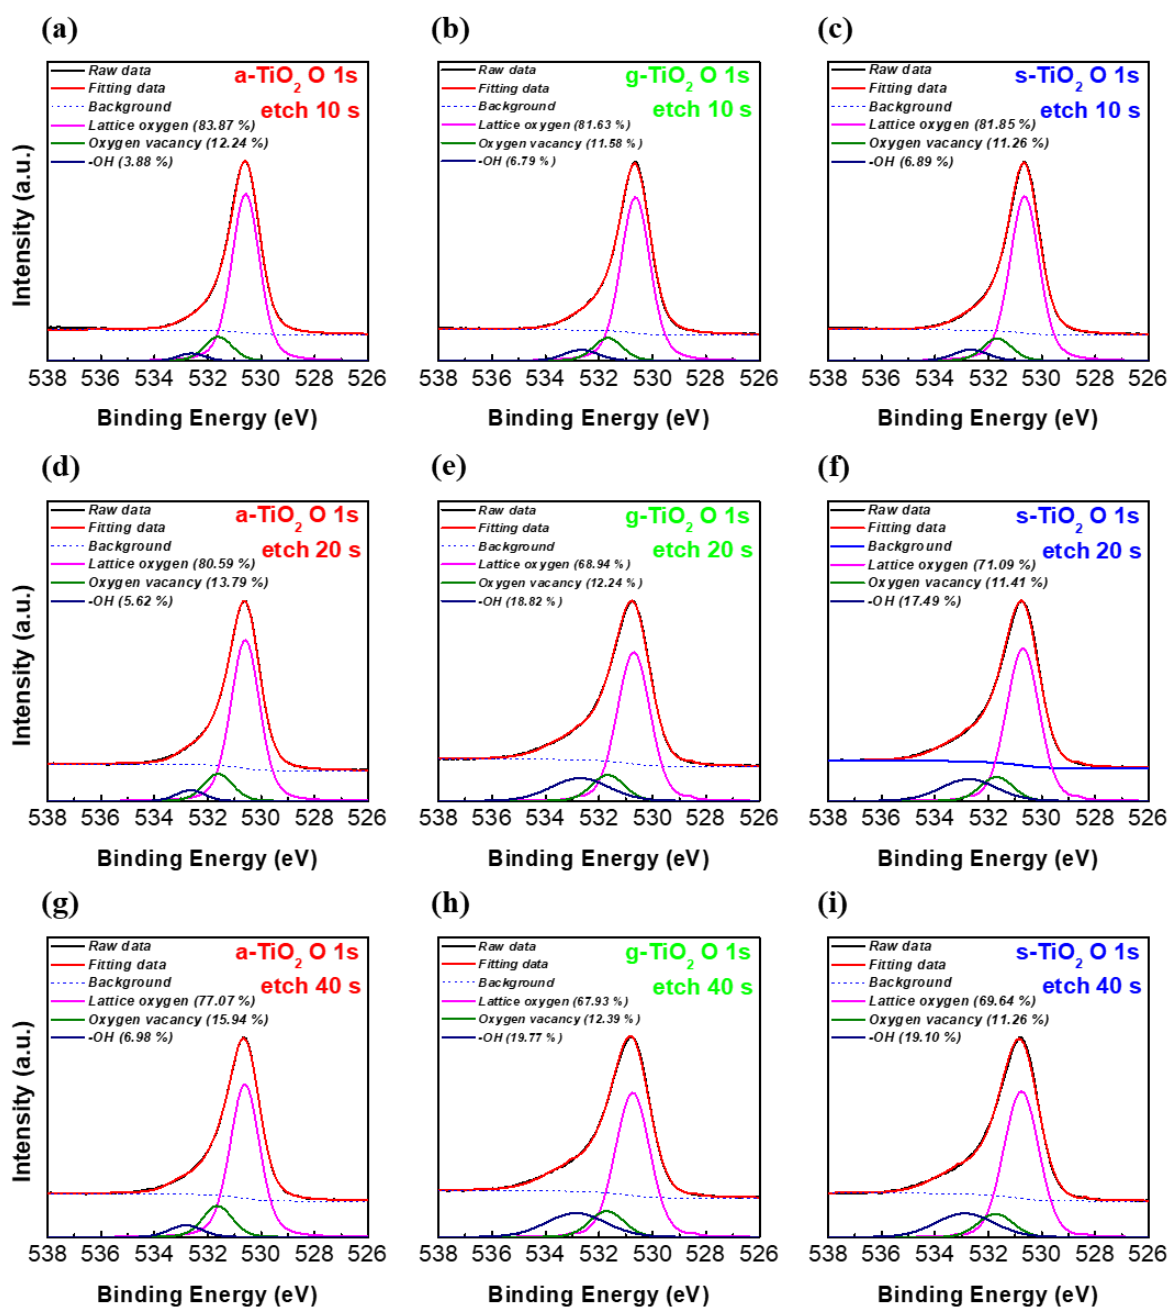 (a)
(b)
(c)
Raw data
Fitting data
Background
Lattice oxygen (83.87 %)
Oxygen vacancy (12.24 %)
-OH (3.88 %)
a-TiO2 O 1s
etch 10 s
Intensity (a.u.)
538 536 534 532 530 528 526
Binding Energy (eV)
Raw data
Fitting data
Background
Lattice oxygen (81.63 %)
Oxygen vacancy (11.58 %)
-OH (6.79 %)
g-TiO2 O 1s
etch 10 s
538 536 534 532 530 528 526
Binding Energy (eV)
Raw data
Fitting data
Background
Lattice oxygen (81.85 %)
Oxygen vacancy (11.26 %)
-OH (6.89 %)
s-TiO2 O 1s
etch 10 s
538 536 534 532 530 528 526
Binding Energy (eV)
(d)
(e)
(f)
Raw data
Fitting data
Background
Lattice oxygen (80.59 %)
Oxygen vacancy (13.79 %)
-OH (5.62 %)
a-TiO2 O 1s
etch 20 s
Intensity (a.u.)
538 536 534 532 530 528 526
Binding Energy (eV)
Raw data
Fitting data
Background
Lattice oxygen (68.94 %)
Oxygen vacancy (12.24 %)
-OH (18.82 %)
g-TiO2 O 1s
etch 20 s
538 536 534 532 530 528 526
Binding Energy (eV)
Raw data
Fitting data
Background
Lattice oxygen (71.09 %)
Oxygen vacancy (11.41 %)
-OH (17.49 %)
s-TiO2 O 1s
etch 20 s
538 536 534 532 530 528 526
Binding Energy (eV)
(g)
(h)
(i)
Raw data
Fitting data
Background
Lattice oxygen (77.07 %)
Oxygen vacancy (15.94 %)
-OH (6.98 %)
a-TiO2 O 1s
etch 40 s
Intensity (a.u.)
538 536 534 532 530 528 526
Binding Energy (eV)
Raw data
Fitting data
Background
Lattice oxygen (67.93 %)
Oxygen vacancy (12.39 %)
-OH (19.77 %)
g-TiO2 O 1s
etch 40 s
538 536 534 532 530 528 526
Binding Energy (eV)
Raw data
Fitting data
Background
Lattice oxygen (69.64 %)
Oxygen vacancy (11.26 %)
-OH (19.10 %)
s-TiO2 O 1s
etch 40 s
538 536 534 532 530 528 526
Binding Energy (eV)